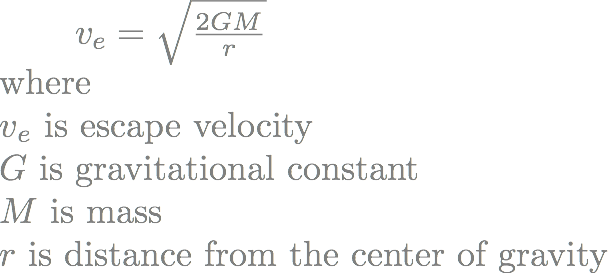 $v_e = \sqrt{\frac{2GM}{r}}$
where
$v_e$ is escape velocity
$G$ is gravitational constant
$M$ is mass
$r$ is distance from the center of gravity